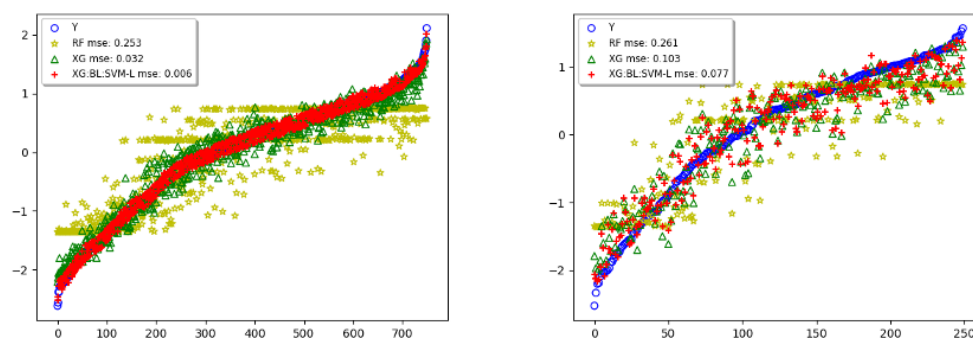 Y
RF mse: 0.253
XG mse: 0.032
XG:BL:SVM-L mse: 0.006
2
1
0
−1
−2
0 100 200 300 400 500 600 700
Y
RF mse: 0.261
XG mse: 0.103
XG:BL:SVM-L mse: 0.077
1
0
−1
−2
0 50 100 150 200 250